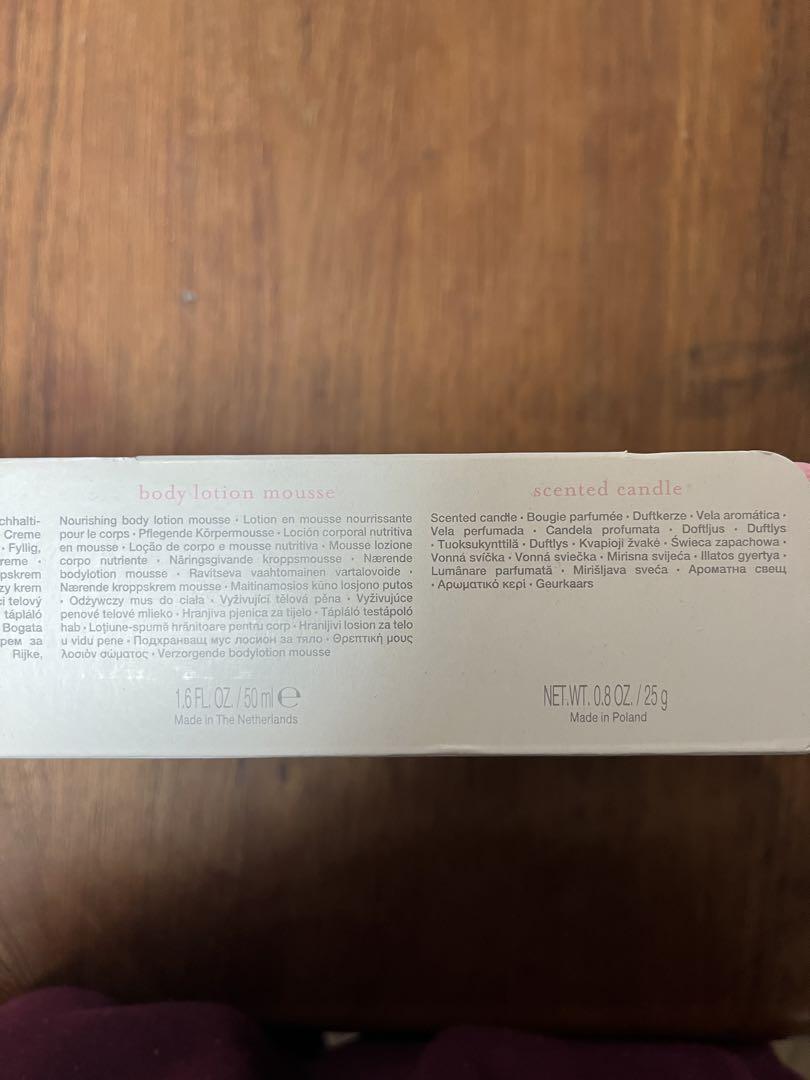 chhalti-
Creme
· Fyllig,
reme ·
pskrem
zy krem
ci telový
tápláló
Bogata
рем за
Rijke,
body lotion mousse
Nourishing body lotion mousse · Lotion en mousse nourrissante
pour le corps · Pflegende Körpermousse · Loción corporal nutritiva
en mousse · Loção de corpo e mousse nutritiva · Mousse lozione
corpo nutriente · Näringsgivande kroppsmousse · Nærende
bodylotion mousse · Ravitseva vaahtomainen vartalovoide ·
Nærende kroppskrem mousse · Maitinamosios kūno losjono putos
· Odżywczy mus do ciała · Vyživující tělová pěna · Vyživujúce
penové telové mlieko · Hranjiva pjenica za tijelo · Tápláló testápoló
hab · Loţiune-spumă hrănitoare pentru corp · Hranljivi losion za telo
u vidu pene · Подхранващ мус лосион за тяло · Θρεπτική μους
λοσιόν σώματος · Verzorgende bodylotion mousse
1.6 FL. OZ. / 50 ml ℮
Made in The Netherlands
scented candle
Scented candle · Bougie parfumée · Duftkerze · Vela aromática ·
Vela perfumada · Candela profumata · Doftljus · Duftlys
· Tuoksukynttilä · Duftlys · Kvapioji žvakė · Świeca zapachowa ·
Vonná svíčka · Vonná sviečka · Mirisna svijeća · Illatos gyertya ·
Lumânare parfumată · Mirišljava sveća · Ароматна свещ
· Αρωματικό κερί · Geurkaars
NET.WT. 0.8 OZ. / 25 g
Made in Poland